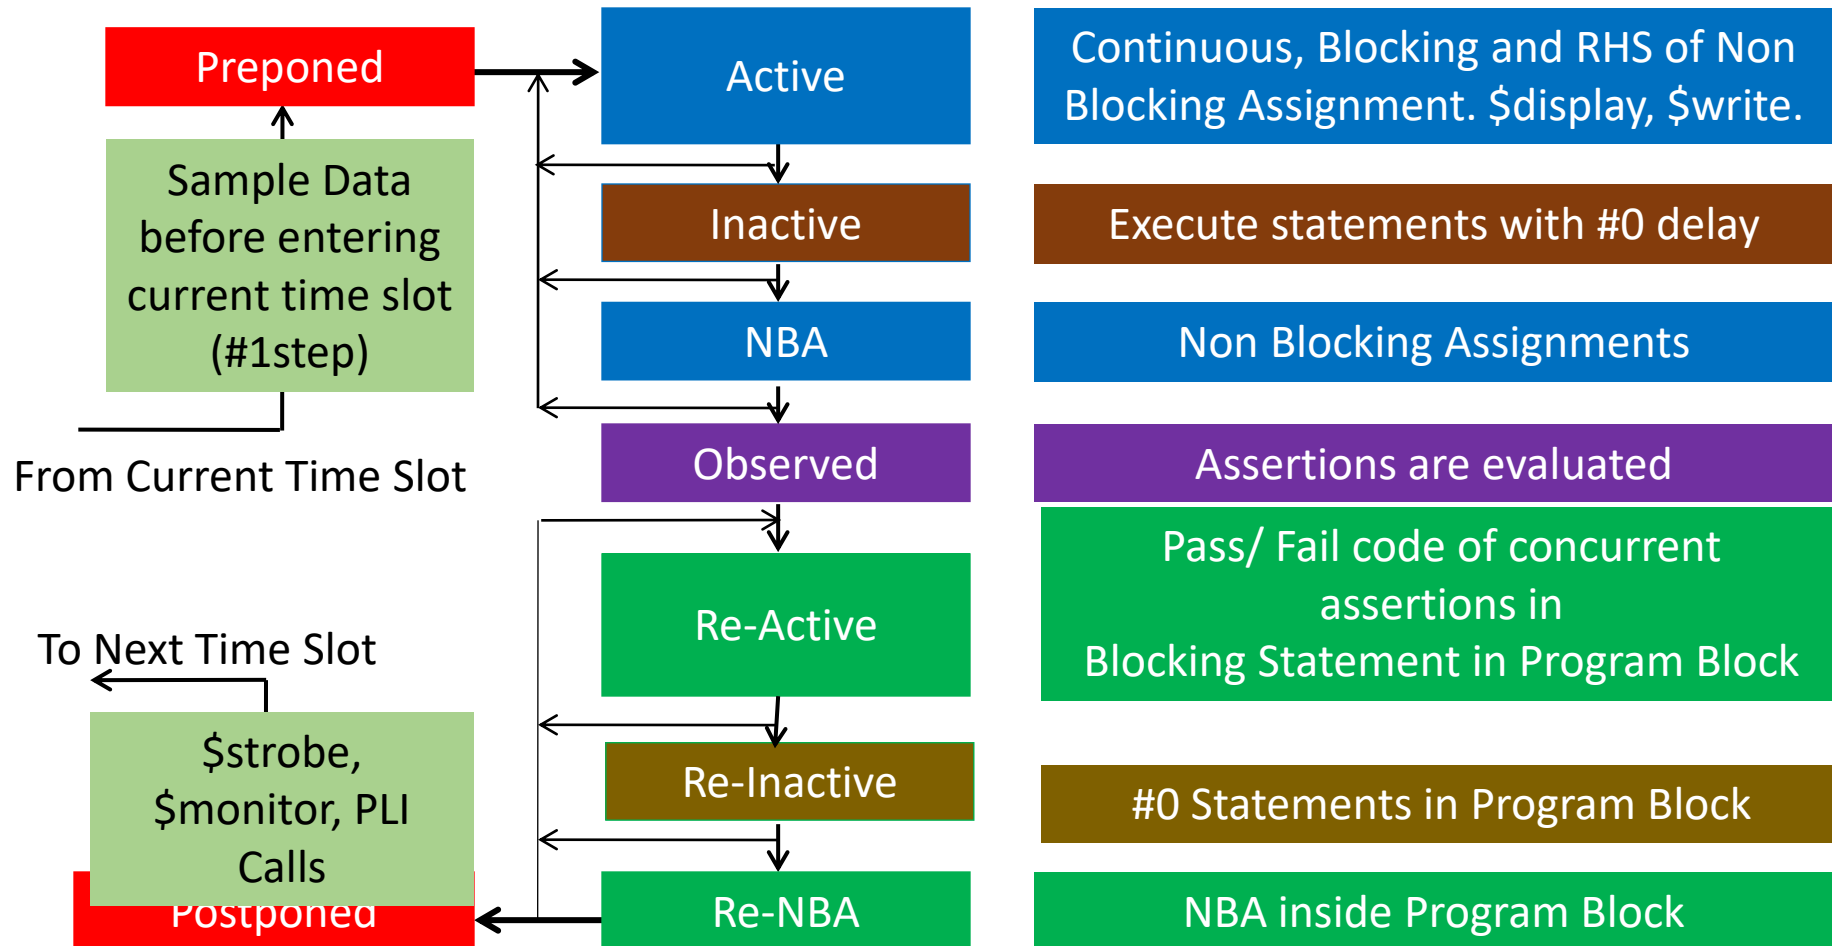 Preponed
Active
Continuous, Blocking and RHS of Non
Blocking Assignment. $display, $write.
Sample Data
before entering
current time slot
(#1step)
Inactive
Execute statements with #0 delay
NBA
Non Blocking Assignments
From Current Time Slot
Observed
Assertions are evaluated
Re-Active
Pass/ Fail code of concurrent
assertions in
Blocking Statement in Program Block
To Next Time Slot
$strobe,
$monitor, PLI
Calls
Re-Inactive
#0 Statements in Program Block
Postponed
Re-NBA
NBA inside Program Block